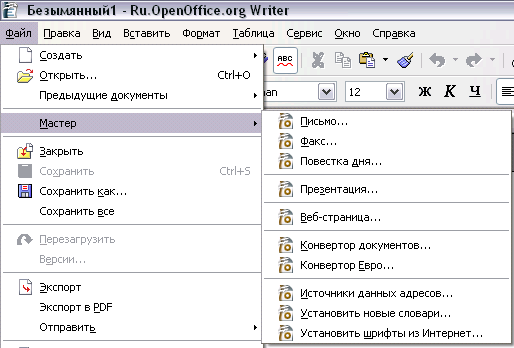 Безымянный1 - Ru.OpenOffice.org Writer
Файл Правка Вид Вставить Формат Таблица Сервис Окно Справка
Создать
Открыть... Ctrl+O
Предыдущие документы
Мастер
Закрыть
Сохранить Ctrl+S
Сохранить как...
Сохранить все
Перезагрузить
Версии...
Экспорт
Экспорт в PDF
Отправить
ABC
an 12 Ж К Ч
Письмо...
Факс...
Повестка дня...
Презентация...
Веб-страница...
Конвертор документов...
Конвертор Евро...
Источники данных адресов...
Установить новые словари...
Установить шрифты из Интернет...